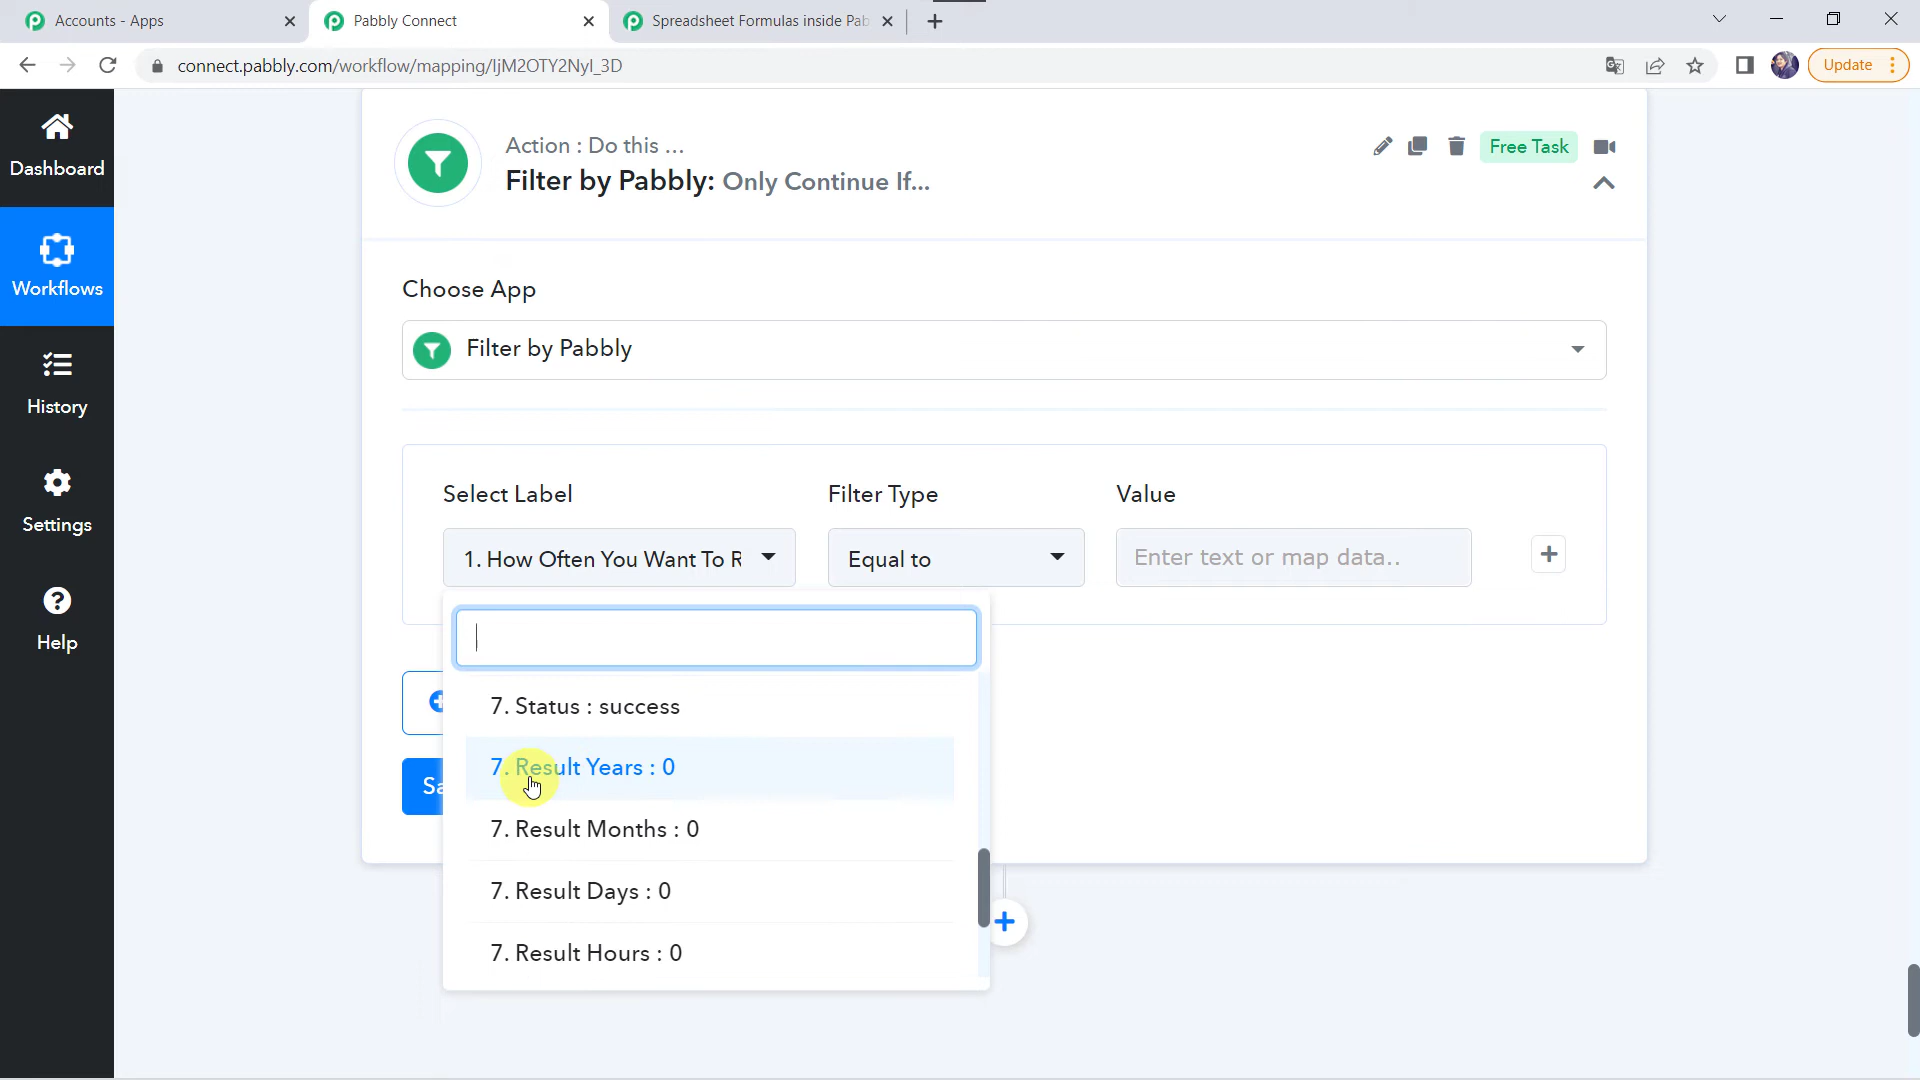 Accounts - Apps
Pabbly Connect
Spreadsheet Formulas inside Pab
connect.pabbly.com/workflow/mapping/IjM2OTY2NyI_3D
Update
Dashboard
Workflows
History
Settings
Help
Action : Do this ...
Filter by Pabbly: Only Continue If...
Free Task
Choose App
Filter by Pabbly
Select Label
Filter Type
Value
1. How Often You Want To R
Equal to
Enter text or map data..
Sa
7. Status : success
7. Result Years : 0
7. Result Months : 0
7. Result Days : 0
7. Result Hours : 0